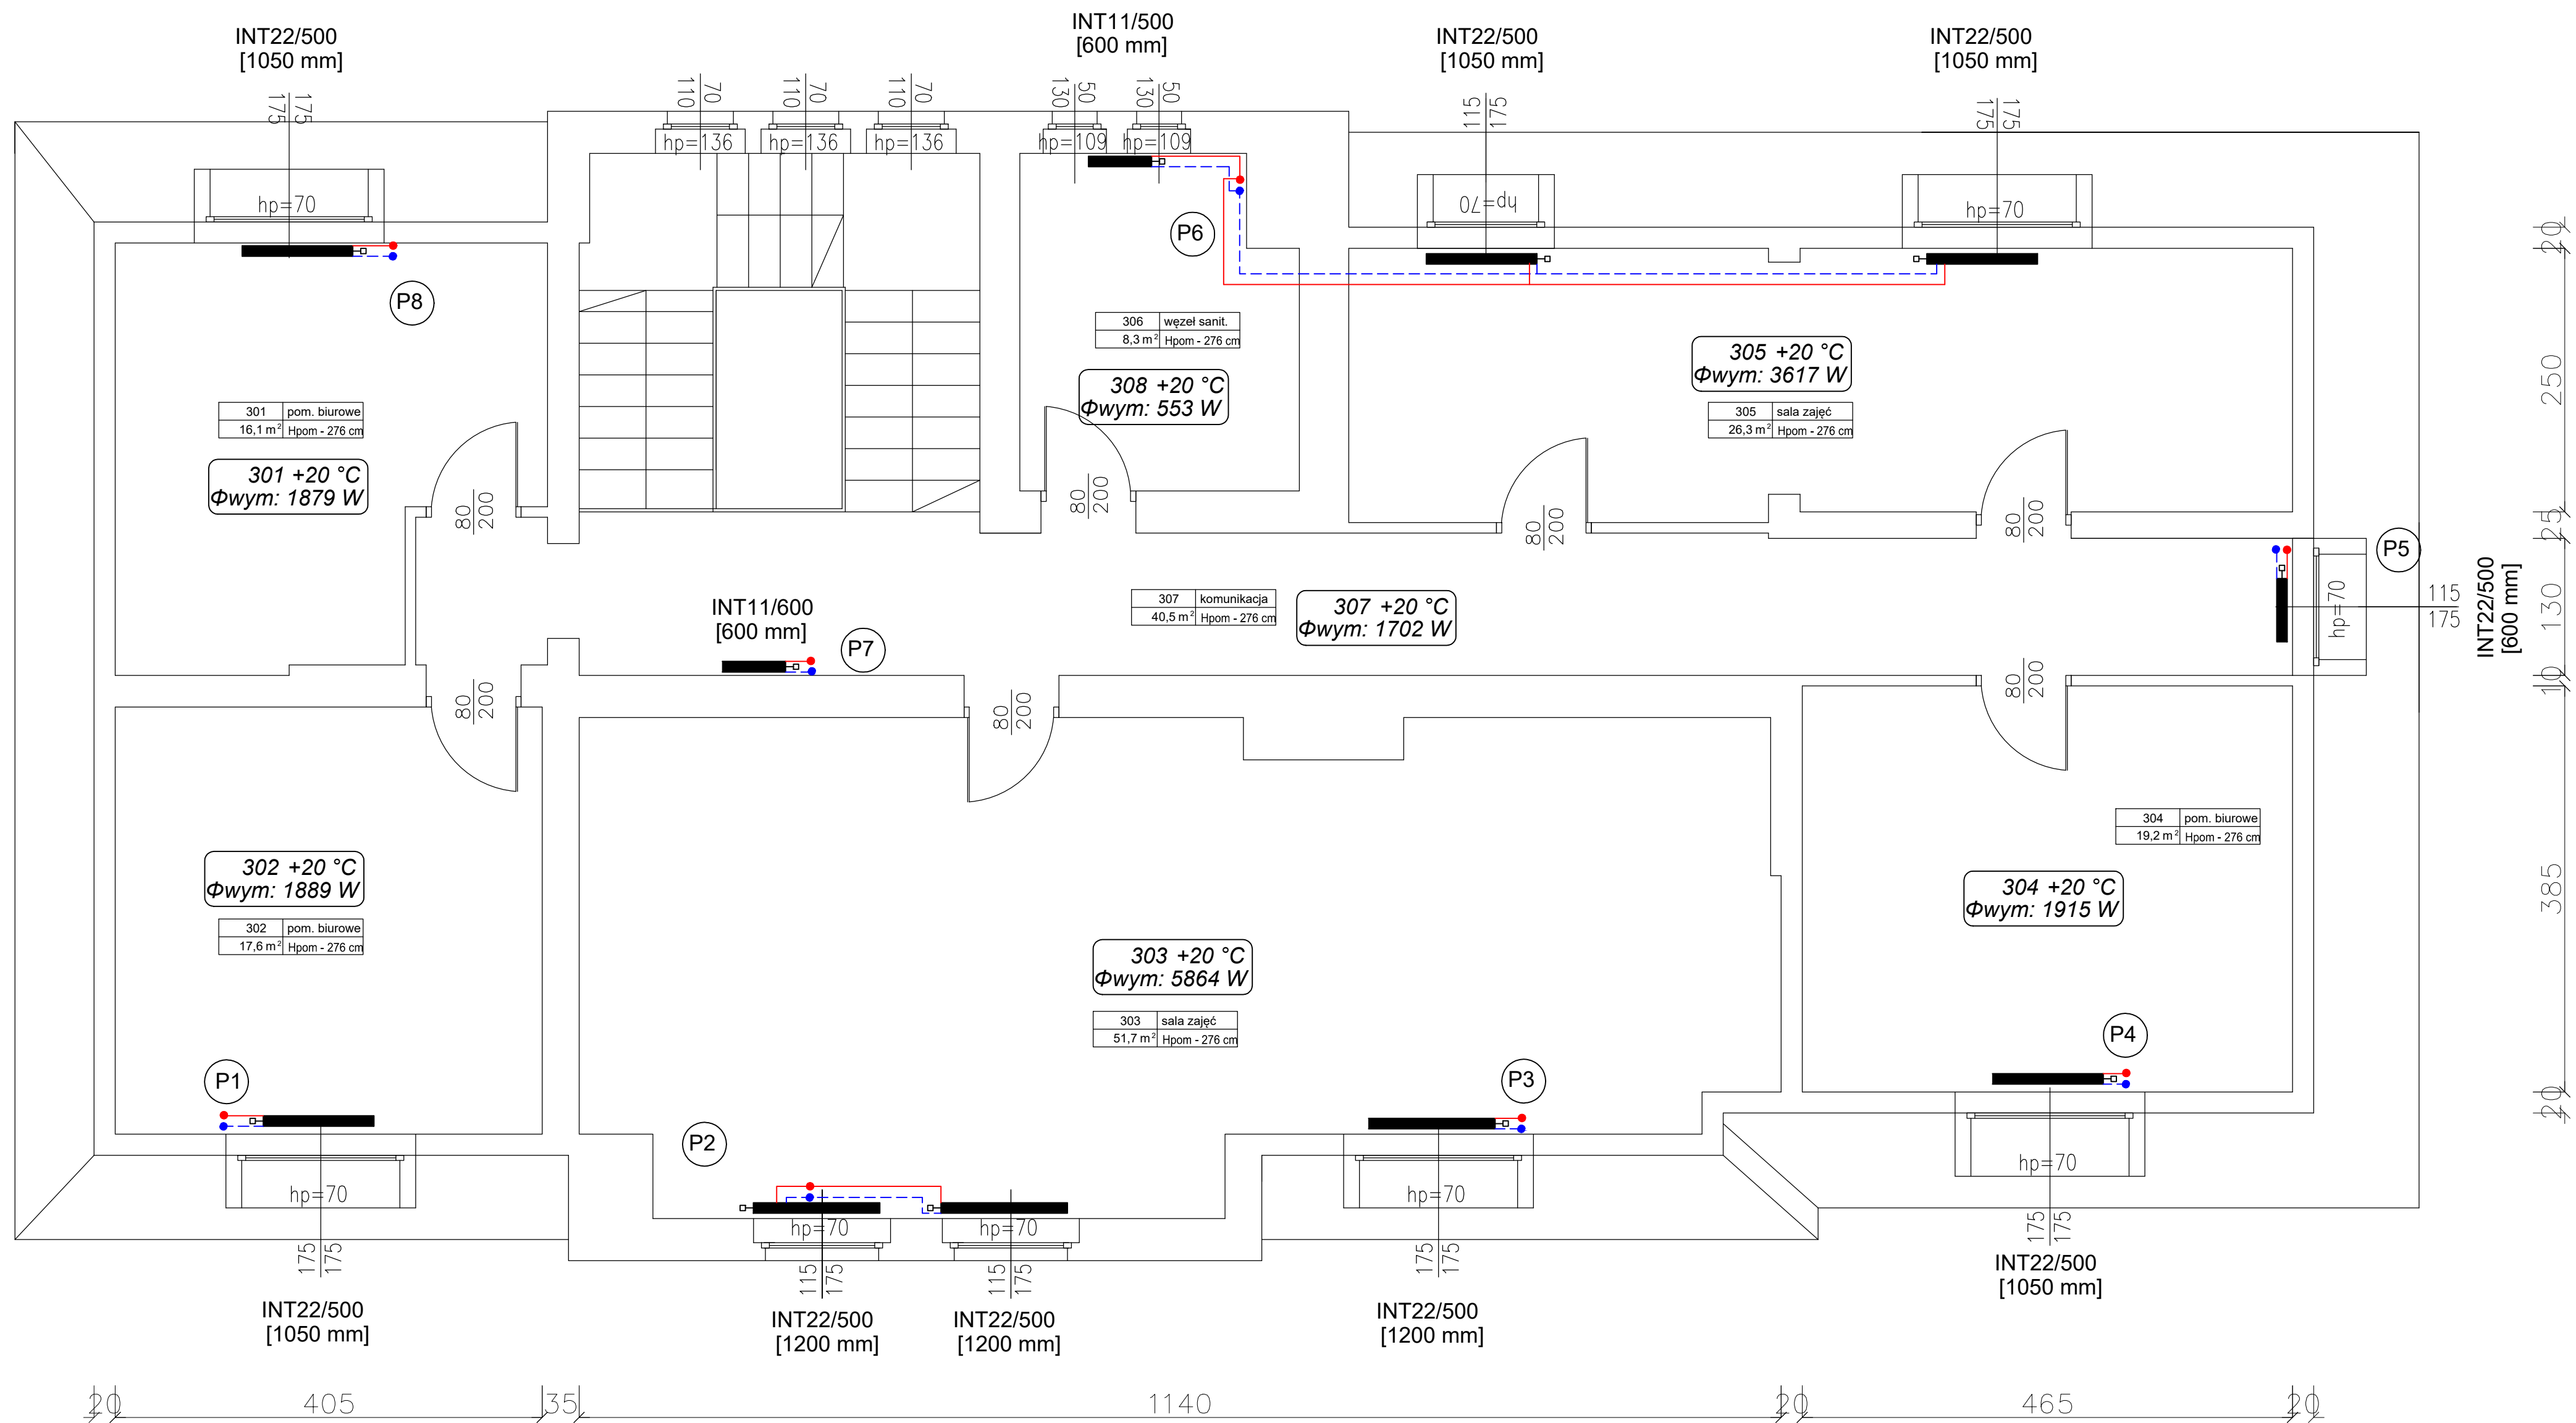 INT22/500
[1050 mm]
INT11/500
[600 mm]
INT22/500
[1050 mm]
INT22/500
[1050 mm]
175
175
110
70
110
70
110
70
130
50
130
50
115
175
175
175
hp=136
hp=136
hp=136
hp=109
hp=109
hp=70
hp=70
hp=70
P6
P8
20
306 węzeł sanit.
8,3 m² Hpom - 276 cm
308 +20 °C
Φwym: 553 W
305 +20 °C
Φwym: 3617 W
305 sala zajęć
26,3 m² Hpom - 276 cm
250
301 pom. biurowe
16,1 m² Hpom - 276 cm
301 +20 °C
Φwym: 1879 W
80
200
80
200
80
200
80
200
25
P5
INT11/600
[600 mm]
P7
307 komunikacja
40,5 m² Hpom - 276 cm
307 +20 °C
Φwym: 1702 W
hp=70
115
175
INT22/500
[600 mm]
130
80
200
80
200
80
200
10
304 pom. biurowe
19,2 m² Hpom - 276 cm
302 +20 °C
Φwym: 1889 W
302 pom. biurowe
17,6 m² Hpom - 276 cm
304 +20 °C
Φwym: 1915 W
385
303 +20 °C
Φwym: 5864 W
303 sala zajęć
51,7 m² Hpom - 276 cm
P1
P2
P3
P4
20
hp=70
hp=70
hp=70
hp=70
hp=70
175
175
115
175
115
175
175
175
175
175
INT22/500
[1050 mm]
INT22/500
[1200 mm]
INT22/500
[1200 mm]
INT22/500
[1200 mm]
INT22/500
[1050 mm]
20 405 35 1140 20 465 20